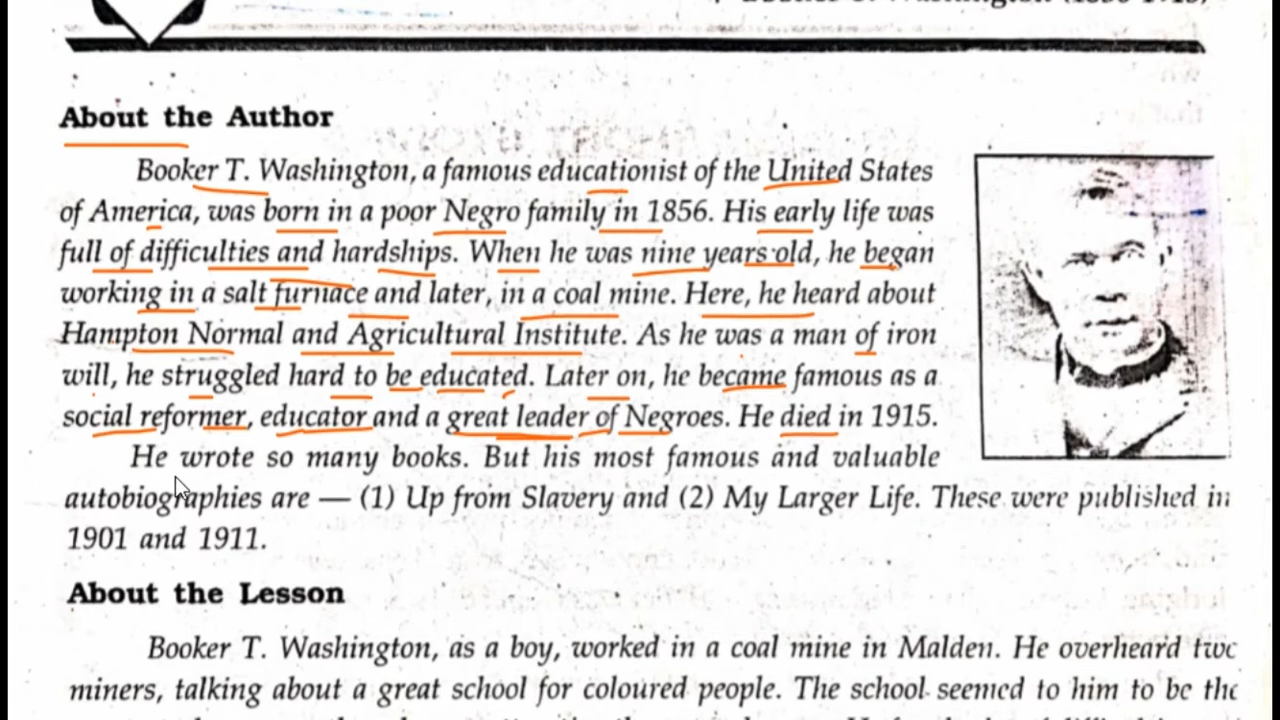 About the Author
Booker T. Washington, a famous educationist of the United States
of America, was born in a poor Negro family in 1856. His early life was
full of difficulties and hardships. When he was nine years old, he began
working in a salt furnace and later, in a coal mine. Here, he heard about
Hampton Normal and Agricultural Institute. As he was a man of iron
will, he struggled hard to be educated. Later on, he became famous as a
social reformer, educator and a great leader of Negroes. He died in 1915.
He wrote so many books. But his most famous and valuable
autobiographies are — (1) Up from Slavery and (2) My Larger Life. These were published in
1901 and 1911.
About the Lesson
Booker T. Washington, as a boy, worked in a coal mine in Malden. He overheard two
miners, talking about a great school for coloured people. The school seemed to him to be the